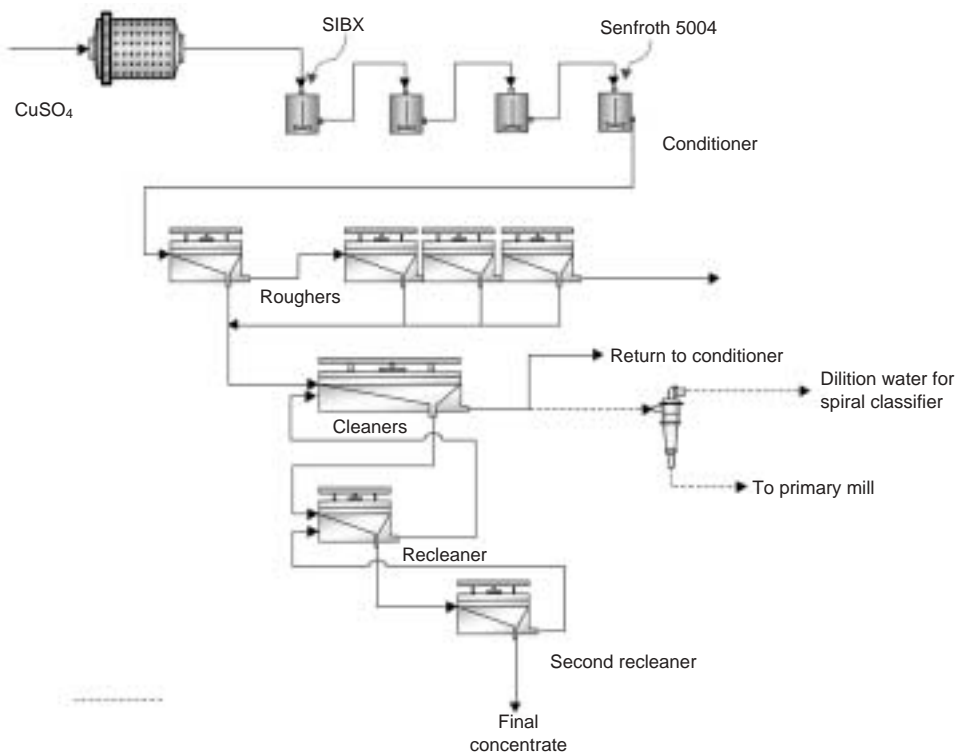 SIBX
Senfroth 5004
CuSO₄
Conditioner
Roughers
Return to conditioner
Dilition water for
spiral classifier
Cleaners
To primary mill
Recleaner
Second recleaner
Final
concentrate